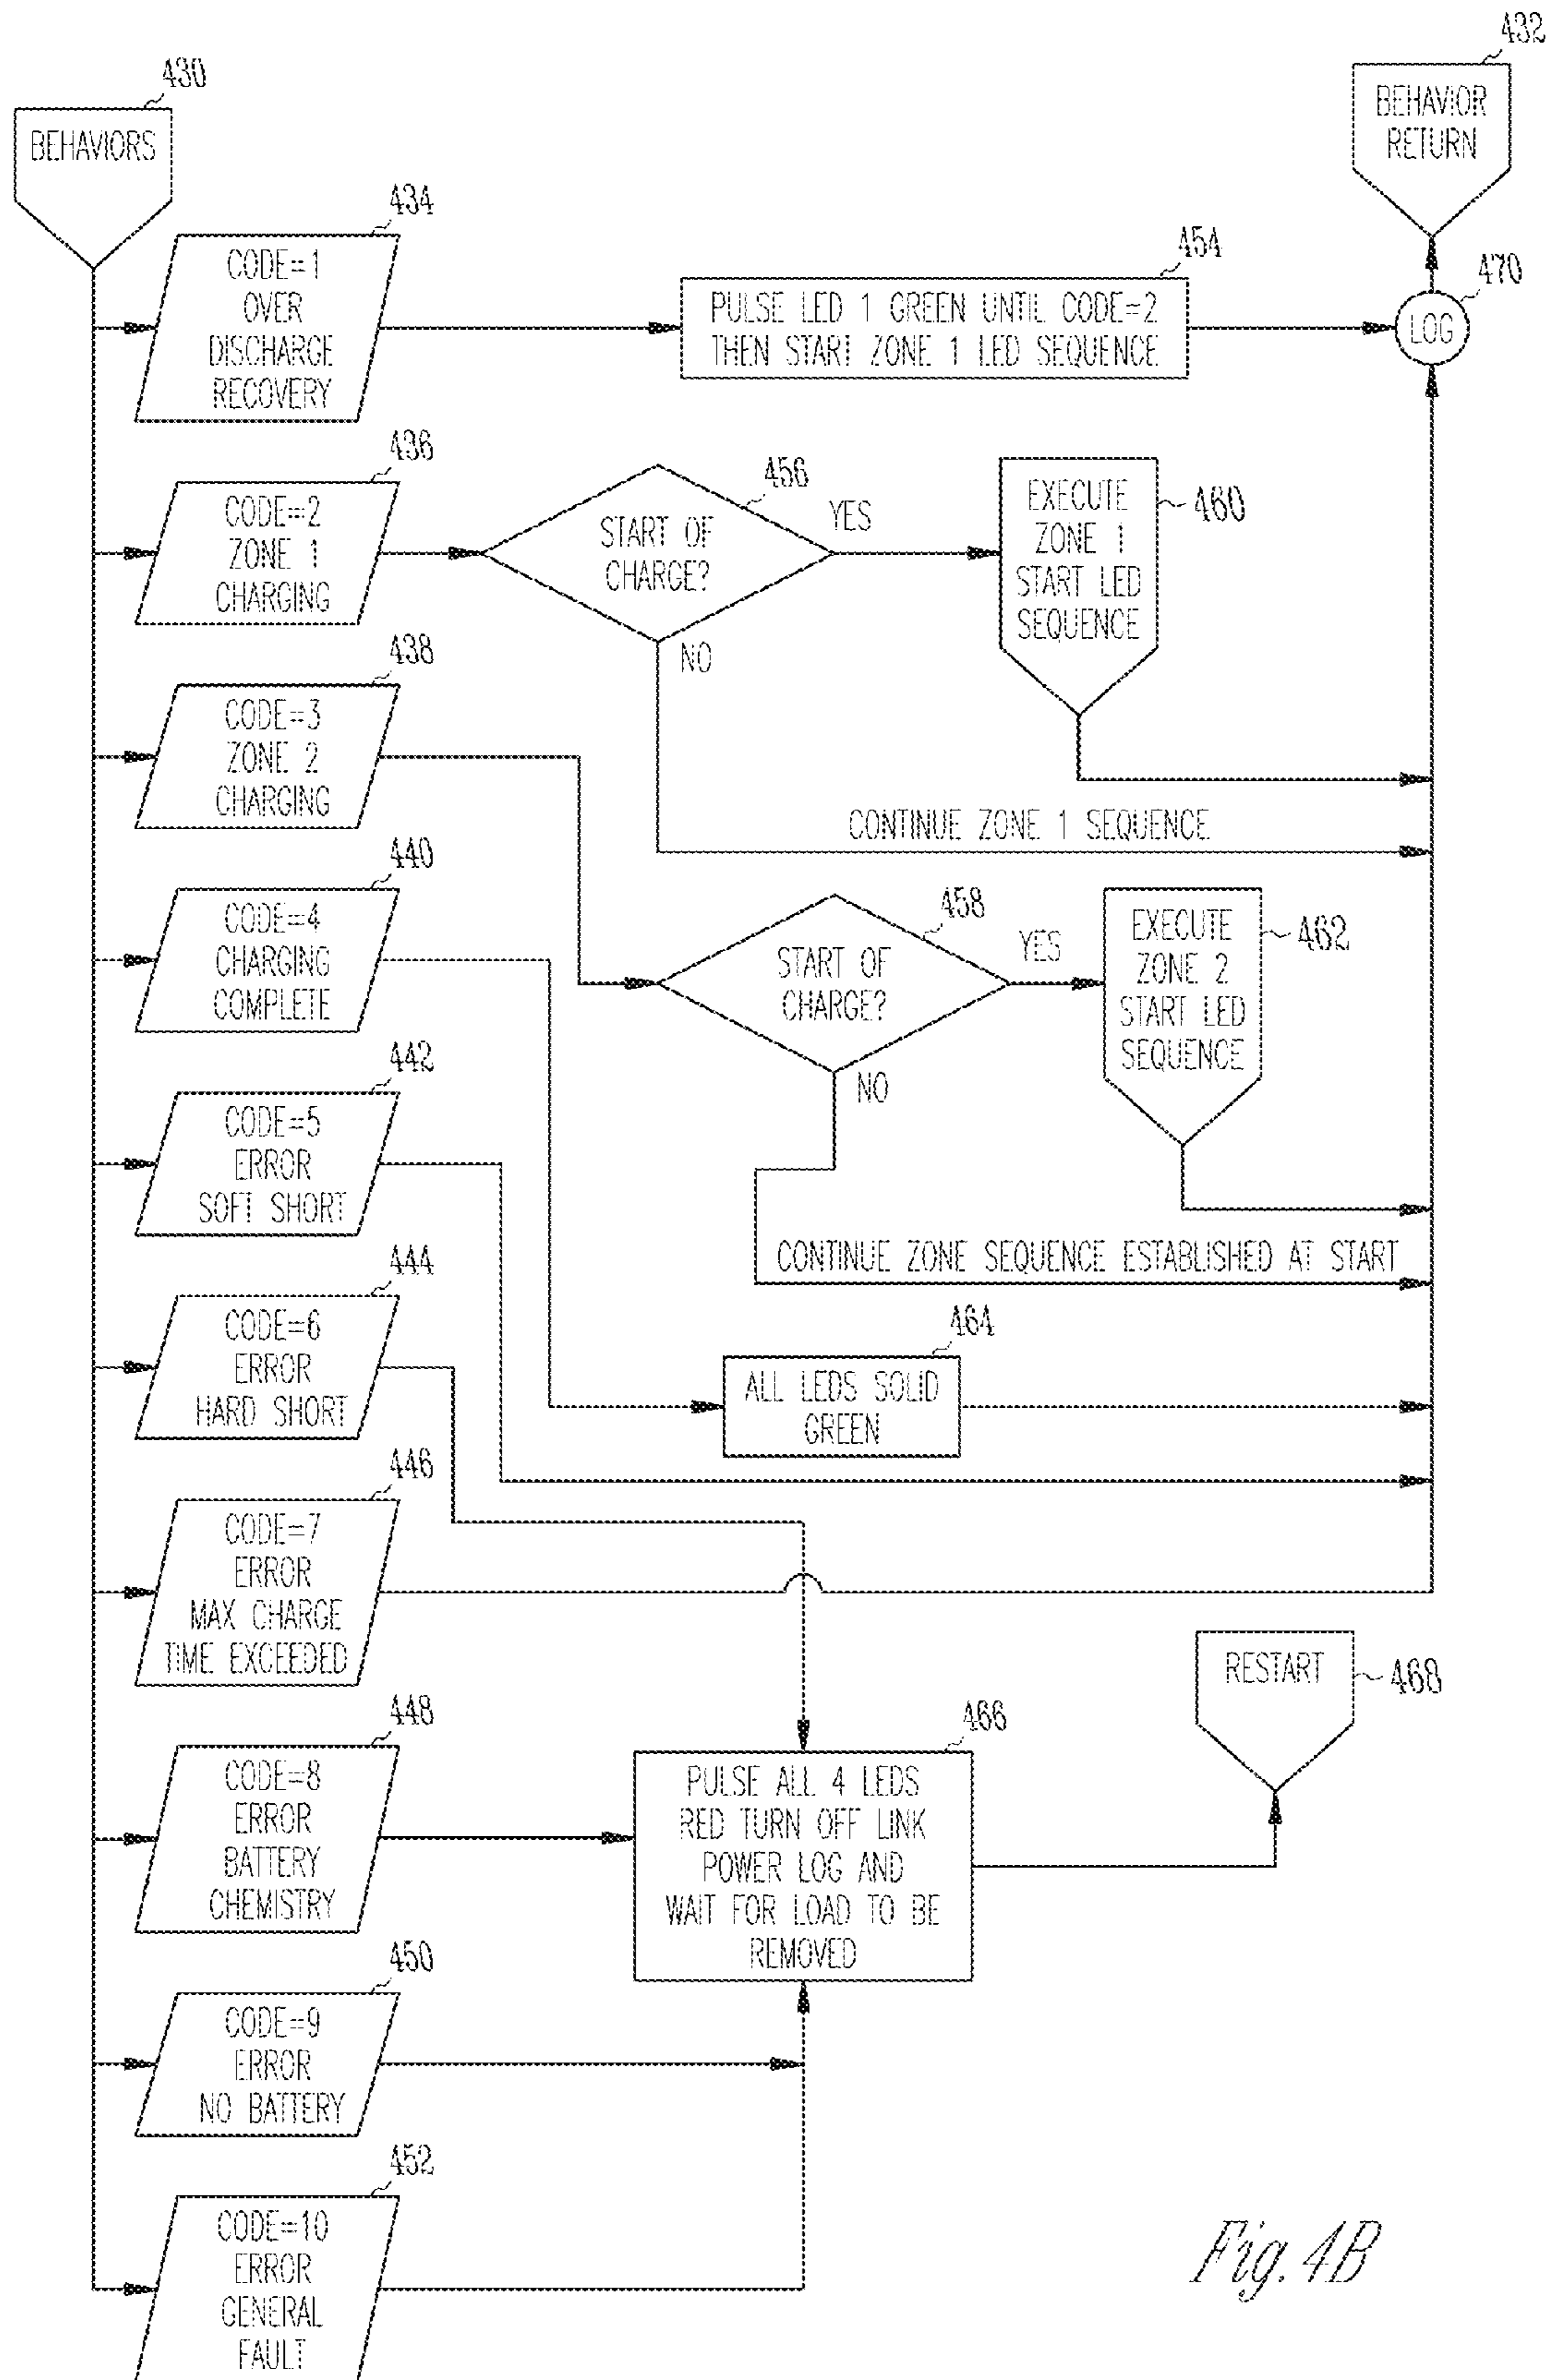 432
430
BEHAVIORS
BEHAVIOR
RETURN
434
CODE=1
OVER
DISCHARGE
RECOVERY
454
PULSE LED 1 GREEN UNTIL CODE=2
THEN START ZONE 1 LED SEQUENCE
470
LOG
436
CODE=2
ZONE 1
CHARGING
456
START OF
CHARGE?
YES
NO
EXECUTE
ZONE 1
START LED
SEQUENCE
460
438
CODE=3
ZONE 2
CHARGING
CONTINUE ZONE 1 SEQUENCE
440
CODE=4
CHARGING
COMPLETE
458
START OF
CHARGE?
YES
NO
EXECUTE
ZONE 2
START LED
SEQUENCE
462
442
CODE=5
ERROR
SOFT SHORT
CONTINUE ZONE SEQUENCE ESTABLISHED AT START
444
CODE=6
ERROR
HARD SHORT
464
ALL LEDS SOLID
GREEN
446
CODE=7
ERROR
MAX CHARGE
TIME EXCEEDED
RESTART
468
448
CODE=8
ERROR
BATTERY
CHEMISTRY
466
PULSE ALL 4 LEDS
RED TURN OFF LINK
POWER LOG AND
WAIT FOR LOAD TO BE
REMOVED
450
CODE=9
ERROR
NO BATTERY
452
CODE=10
ERROR
GENERAL
FAULT
Fig. 4B